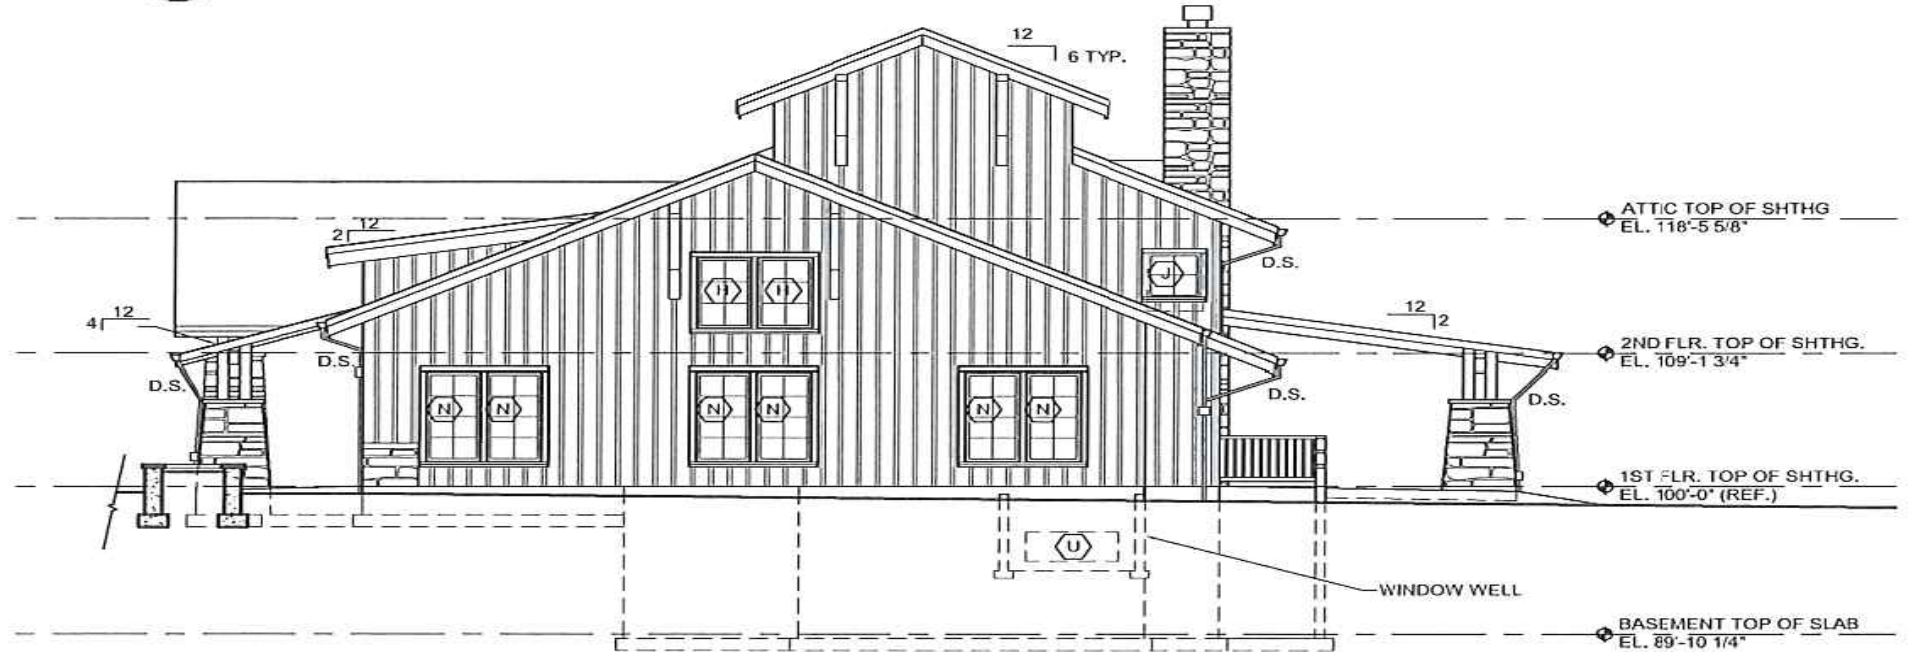 12
6 TYP.
ATTIC TOP OF SHTHG
EL. 118'-5 5/8"
12
2
D.S.
J
H H
12
4
12
2
2ND FLR. TOP OF SHTHG.
EL. 109'-1 3/4"
D.S.
D.S.
D.S.
D.S.
N N N N N N
1ST FLR. TOP OF SHTHG.
EL. 100'-0" (REF.)
U
WINDOW WELL
BASEMENT TOP OF SLAB
EL. 89'-10 1/4"